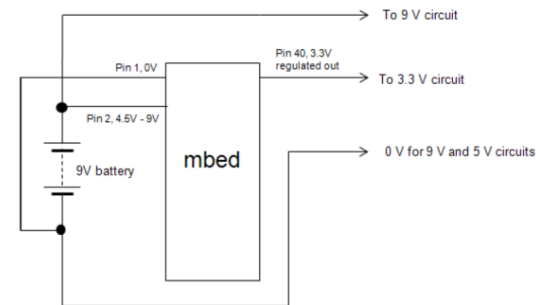 To 9 V circuit
Pin 40, 3.3V
regulated out
Pin 1, 0V
To 3.3 V circuit
Pin 2, 4.5V - 9V
mbed
0 V for 9 V and 5 V circuits
9V battery